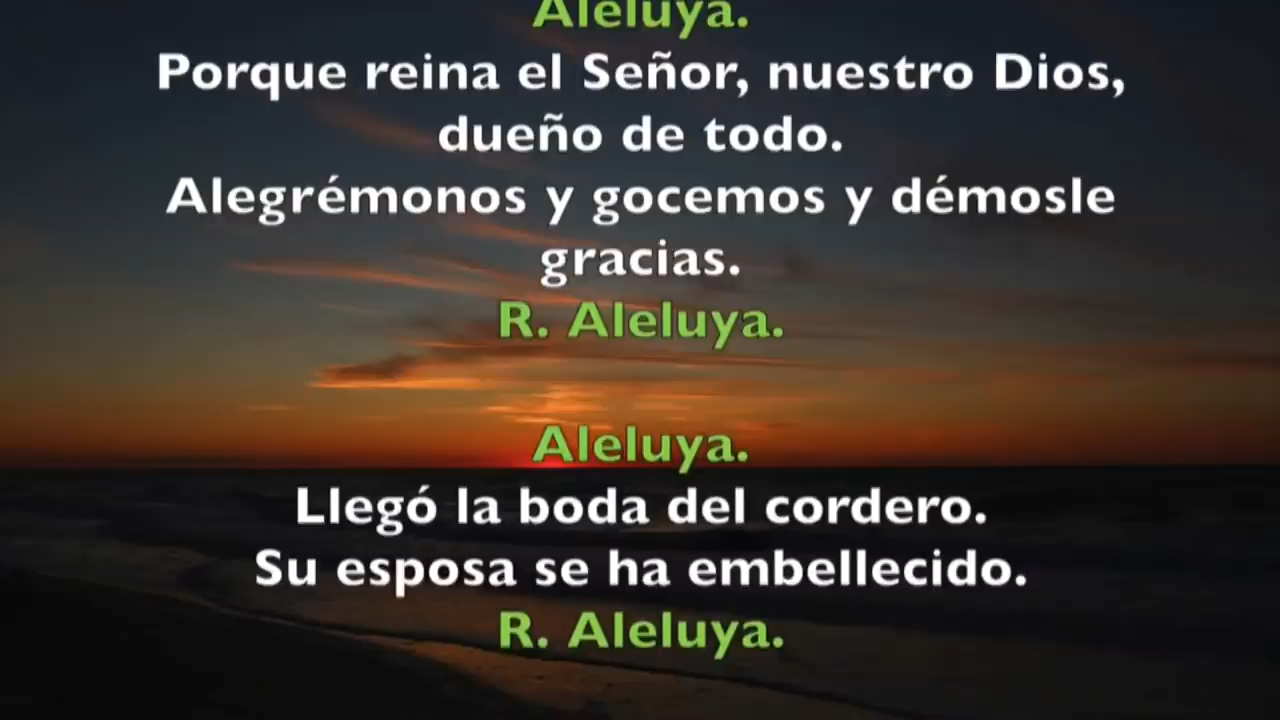 Aleluya.
Porque reina el Señor, nuestro Dios,
dueño de todo.
Alegrémonos y gocemos y démosle
gracias.
R. Aleluya.
Aleluya.
Llegó la boda del cordero.
Su esposa se ha embellecido.
R. Aleluya.